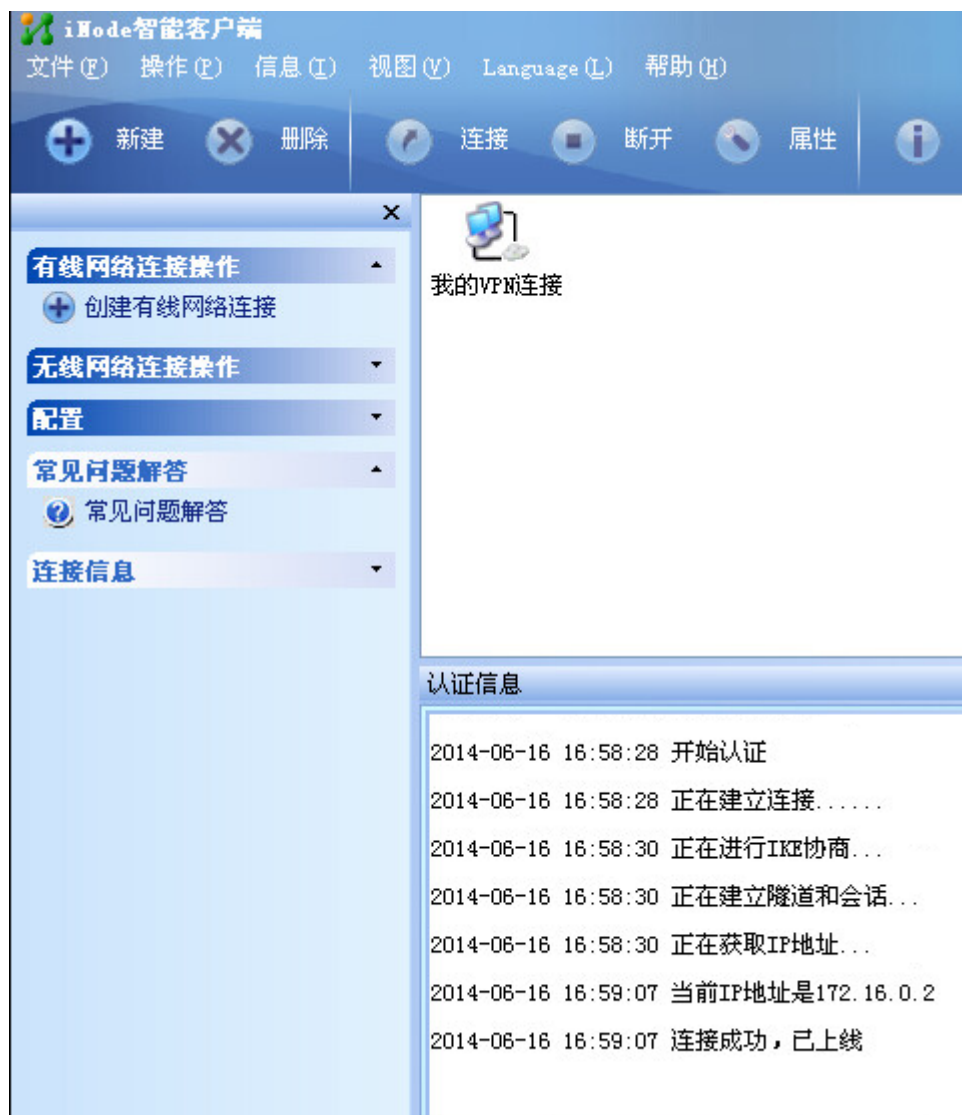 iNode智能客户端
文件(F) 操作(P) 信息(I) 视图(V) Language(L) 帮助(H)
新建 删除 连接 断开 属性
有线网络连接操作
创建有线网络连接
无线网络连接操作
配置
常见问题解答
常见问题解答
连接信息
我的VPN连接
认证信息
2014-06-16 16:58:28 开始认证
2014-06-16 16:58:28 正在建立连接......
2014-06-16 16:58:30 正在进行IKE协商...
2014-06-16 16:58:30 正在建立隧道和会话...
2014-06-16 16:58:30 正在获取IP地址...
2014-06-16 16:59:07 当前IP地址是172.16.0.2
2014-06-16 16:59:07 连接成功，已上线